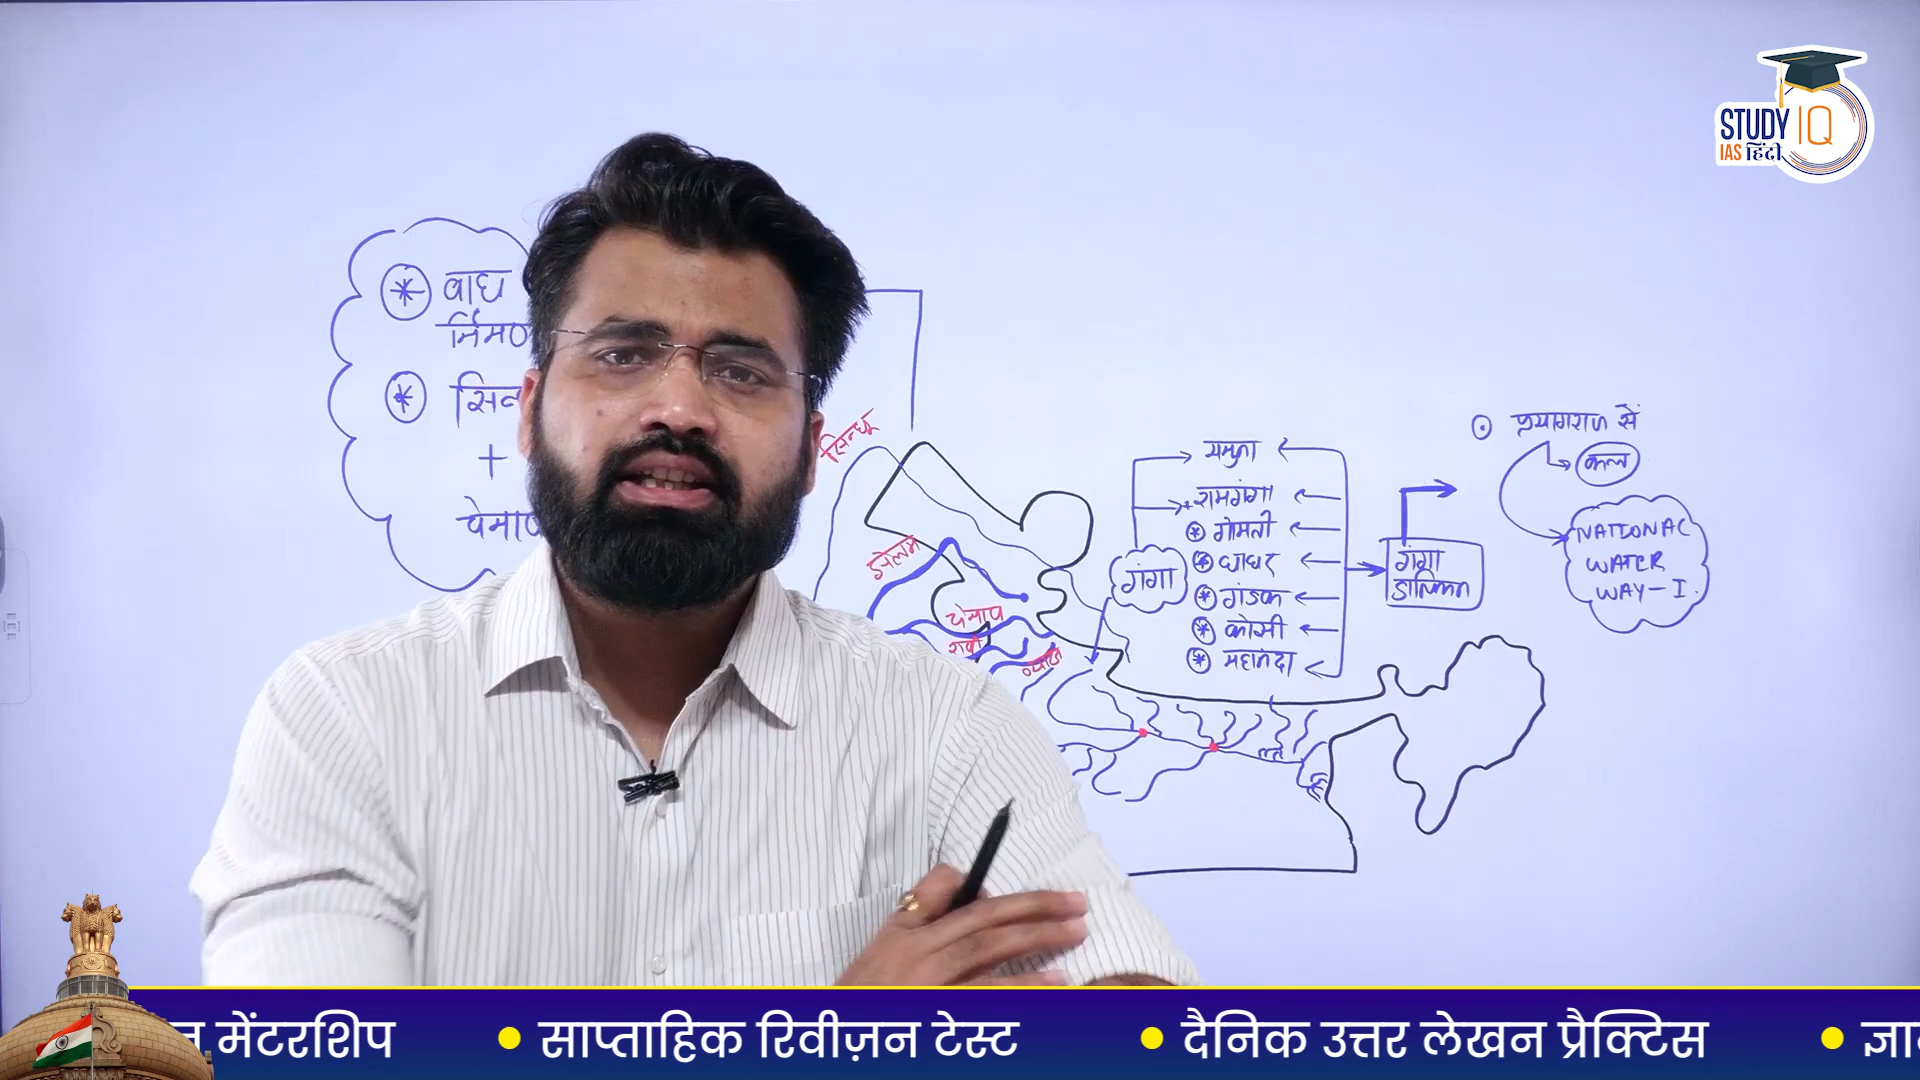 STUDY IQ
IAS हिंदी
वाद्य
सिन
+
सिन्धु
झेलम
चेनाब
रावी
व्यास
गंगा
यमुना
रामगंगा
गोमती
घाघर
गंडक
कोसी
महानंदा
गंगा
डाल्फिन
प्रयागराज से
NATIONAL
WATER
WAY-I.
न मेंटरशिप • साप्ताहिक रिवीज़न टेस्ट • दैनिक उत्तर लेखन प्रैक्टिस • ज्ञा